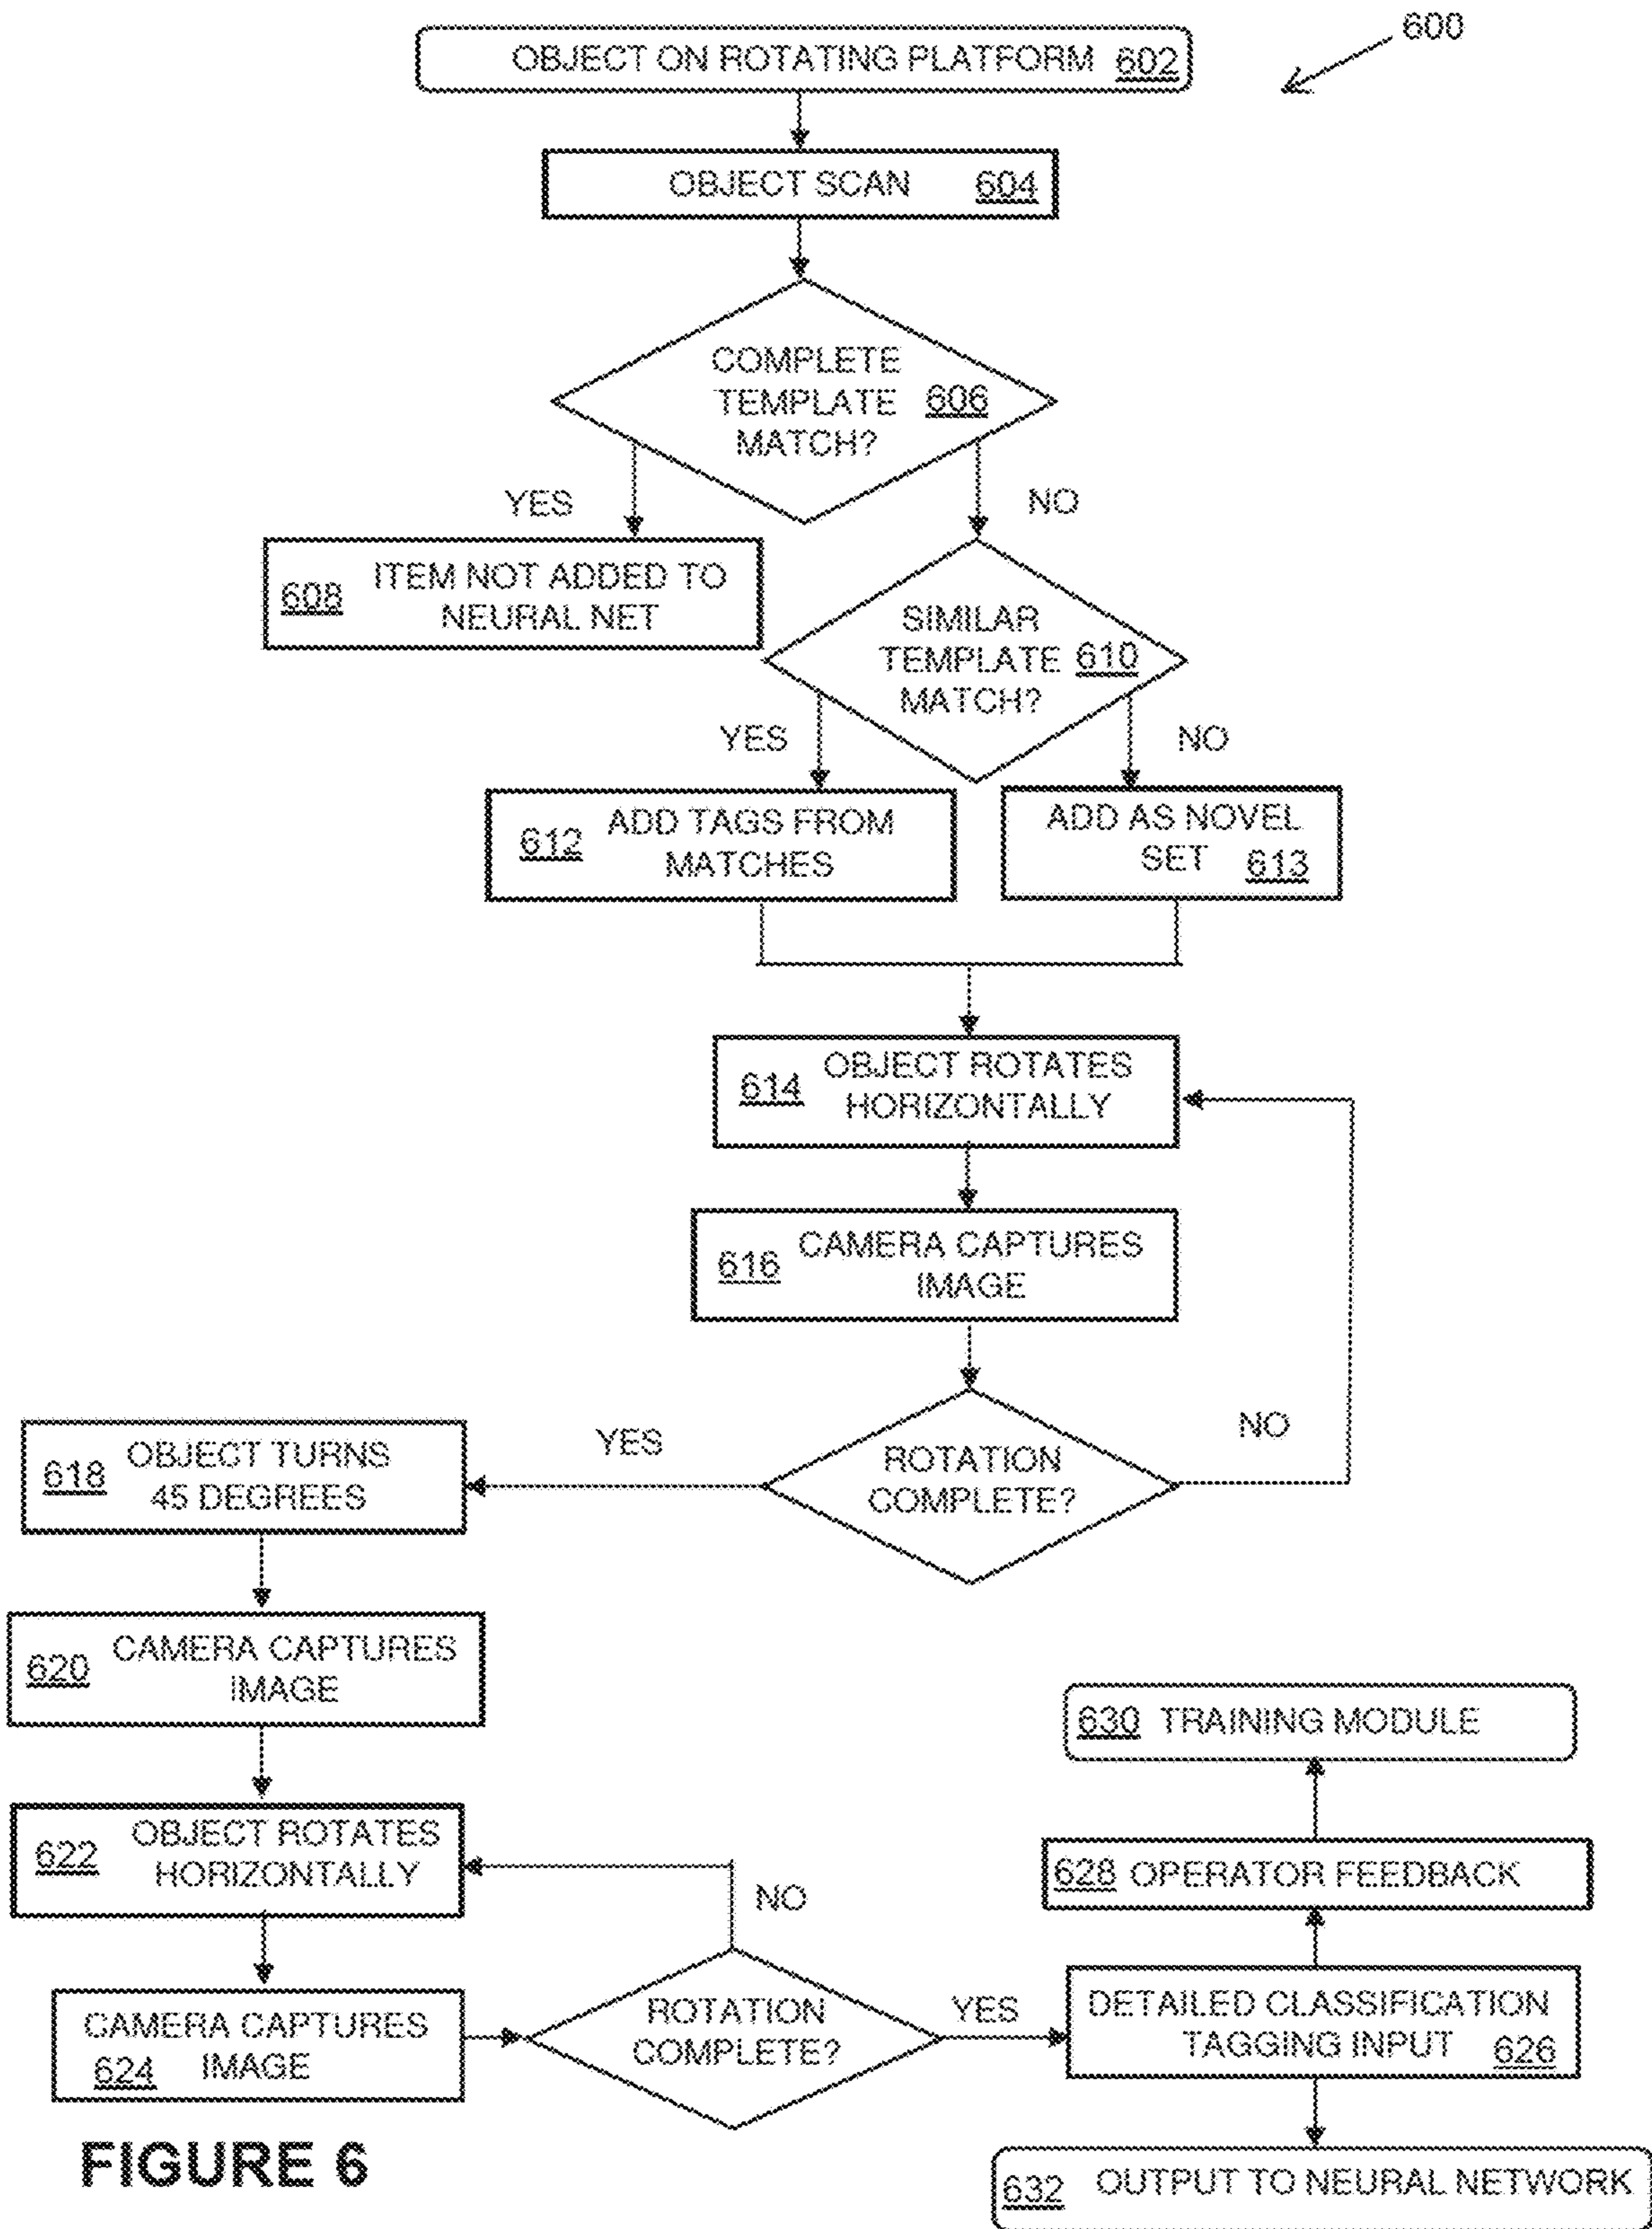 600
OBJECT ON ROTATING PLATFORM 602
OBJECT SCAN 604
COMPLETE
TEMPLATE 606
MATCH?
YES
NO
608 ITEM NOT ADDED TO
NEURAL NET
SIMILAR
TEMPLATE 610
MATCH?
YES
NO
612 ADD TAGS FROM
MATCHES
ADD AS NOVEL
SET 613
614 OBJECT ROTATES
HORIZONTALLY
616 CAMERA CAPTURES
IMAGE
ROTATION
COMPLETE?
NO
YES
618 OBJECT TURNS
45 DEGREES
620 CAMERA CAPTURES
IMAGE
622 OBJECT ROTATES
HORIZONTALLY
CAMERA CAPTURES
624 IMAGE
ROTATION
COMPLETE?
NO
YES
630 TRAINING MODULE
628 OPERATOR FEEDBACK
DETAILED CLASSIFICATION
TAGGING INPUT 626
632 OUTPUT TO NEURAL NETWORK
FIGURE 6